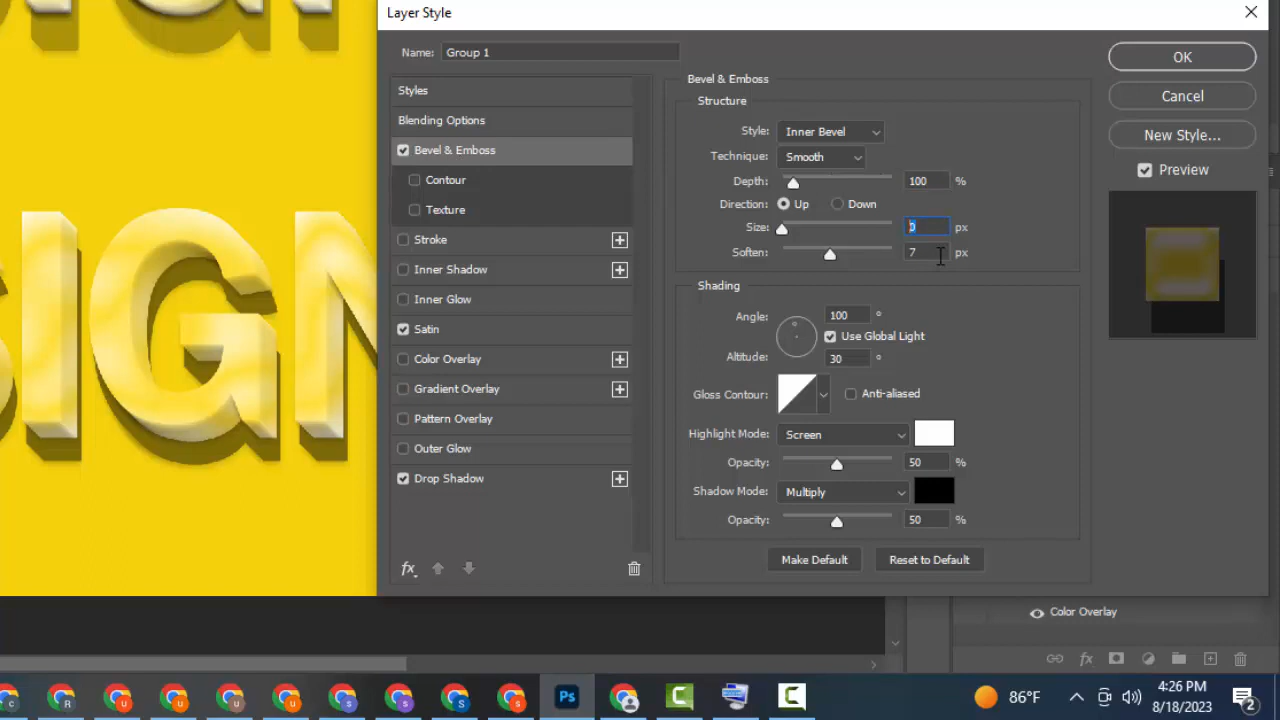 DESIGN
Layer Style
Name: Group 1
OK
Cancel
New Style...
Preview
Styles
Blending Options
Bevel & Emboss
Contour
Texture
Stroke
Inner Shadow
Inner Glow
Satin
Color Overlay
Gradient Overlay
Pattern Overlay
Outer Glow
Drop Shadow
fx
Bevel & Emboss
Structure
Style: Inner Bevel
Technique: Smooth
Depth: 100 %
Direction: Up Down
Size: 0 px
Soften: 7 px
Shading
Angle: 100 °
Use Global Light
Altitude: 30 °
Gloss Contour: Anti-aliased
Highlight Mode: Screen
Opacity: 50 %
Shadow Mode: Multiply
Opacity: 50 %
Make Default Reset to Default
Color Overlay
fx
Ps
86°F
4:26 PM
8/18/2023
2